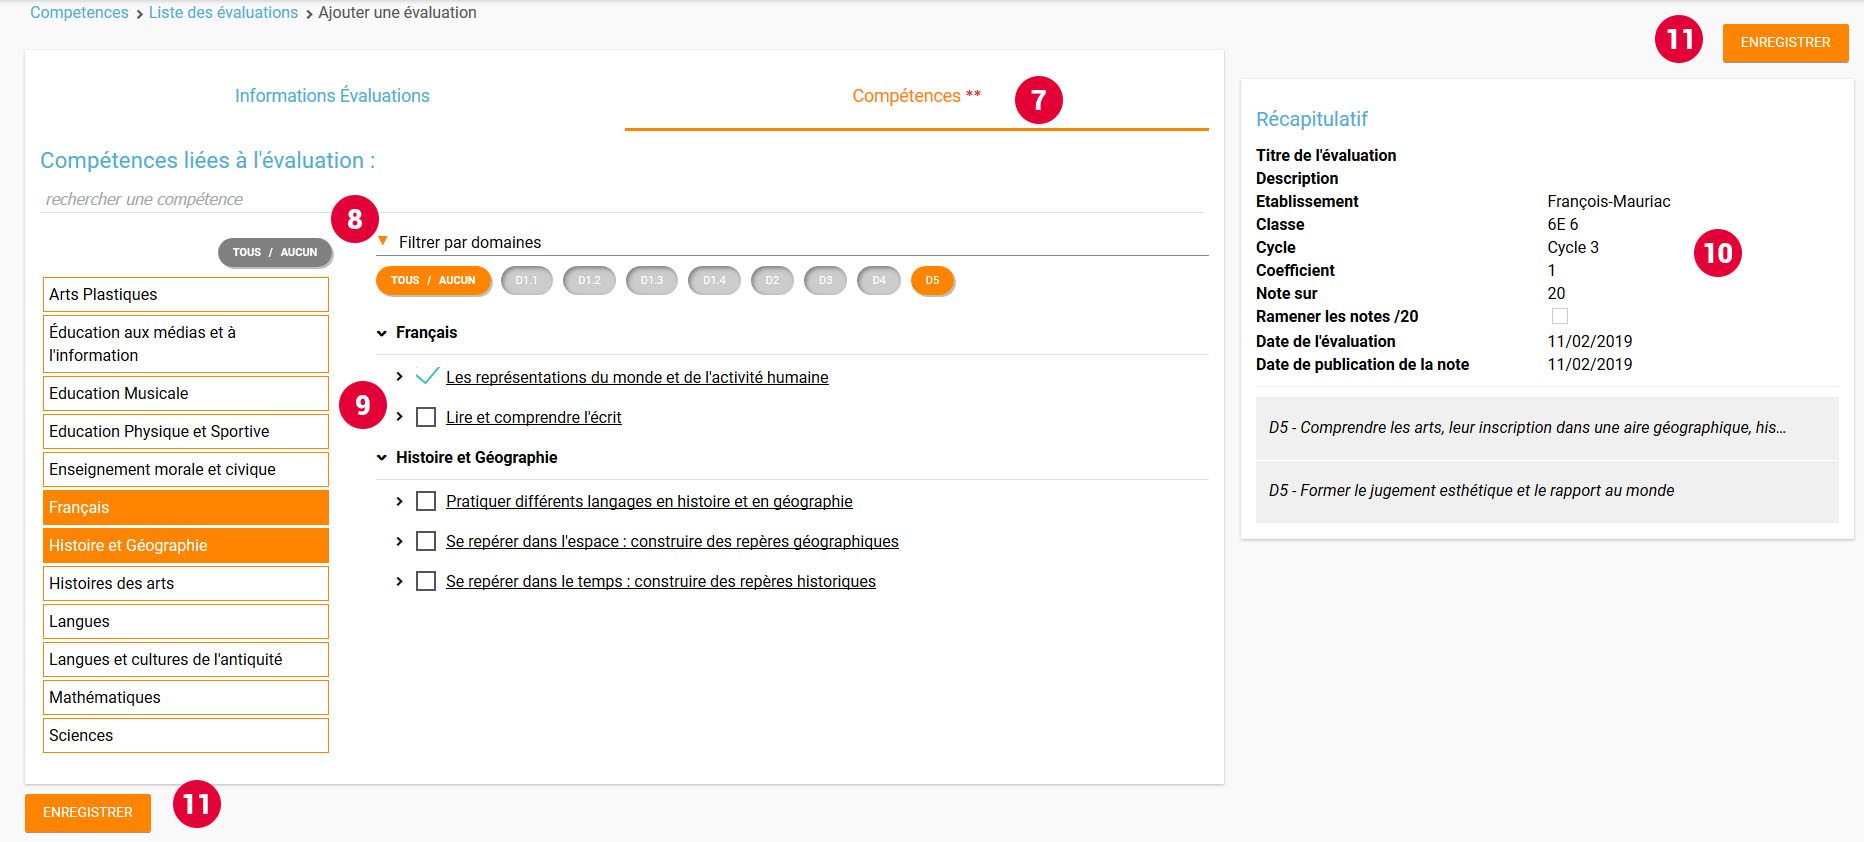 Competences > Liste des évaluations > Ajouter une évaluation
11 ENREGISTRER
Informations Évaluations
Compétences ** 7
Compétences liées à l'évaluation :
rechercher une compétence
8
TOUS / AUCUN
Arts Plastiques
Éducation aux médias et à
l'information
Education Musicale
Education Physique et Sportive
Enseignement morale et civique
Français
Histoire et Géographie
Histoires des arts
Langues
Langues et cultures de l'antiquité
Mathématiques
Sciences
Filtrer par domaines
TOUS / AUCUN D1.1 D1.2 D1.3 D1.4 D2 D3 D4 D5
Français
Les représentations du monde et de l'activité humaine
9
Lire et comprendre l'écrit
Histoire et Géographie
Pratiquer différents langages en histoire et en géographie
Se repérer dans l'espace : construire des repères géographiques
Se repérer dans le temps : construire des repères historiques
Récapitulatif
Titre de l'évaluation
Description
Etablissement François-Mauriac
Classe 6E 6
Cycle Cycle 3
10
Coefficient 1
Note sur 20
Ramener les notes /20
Date de l'évaluation 11/02/2019
Date de publication de la note 11/02/2019
D5 - Comprendre les arts, leur inscription dans une aire géographique, his...
D5 - Former le jugement esthétique et le rapport au monde
ENREGISTRER 11